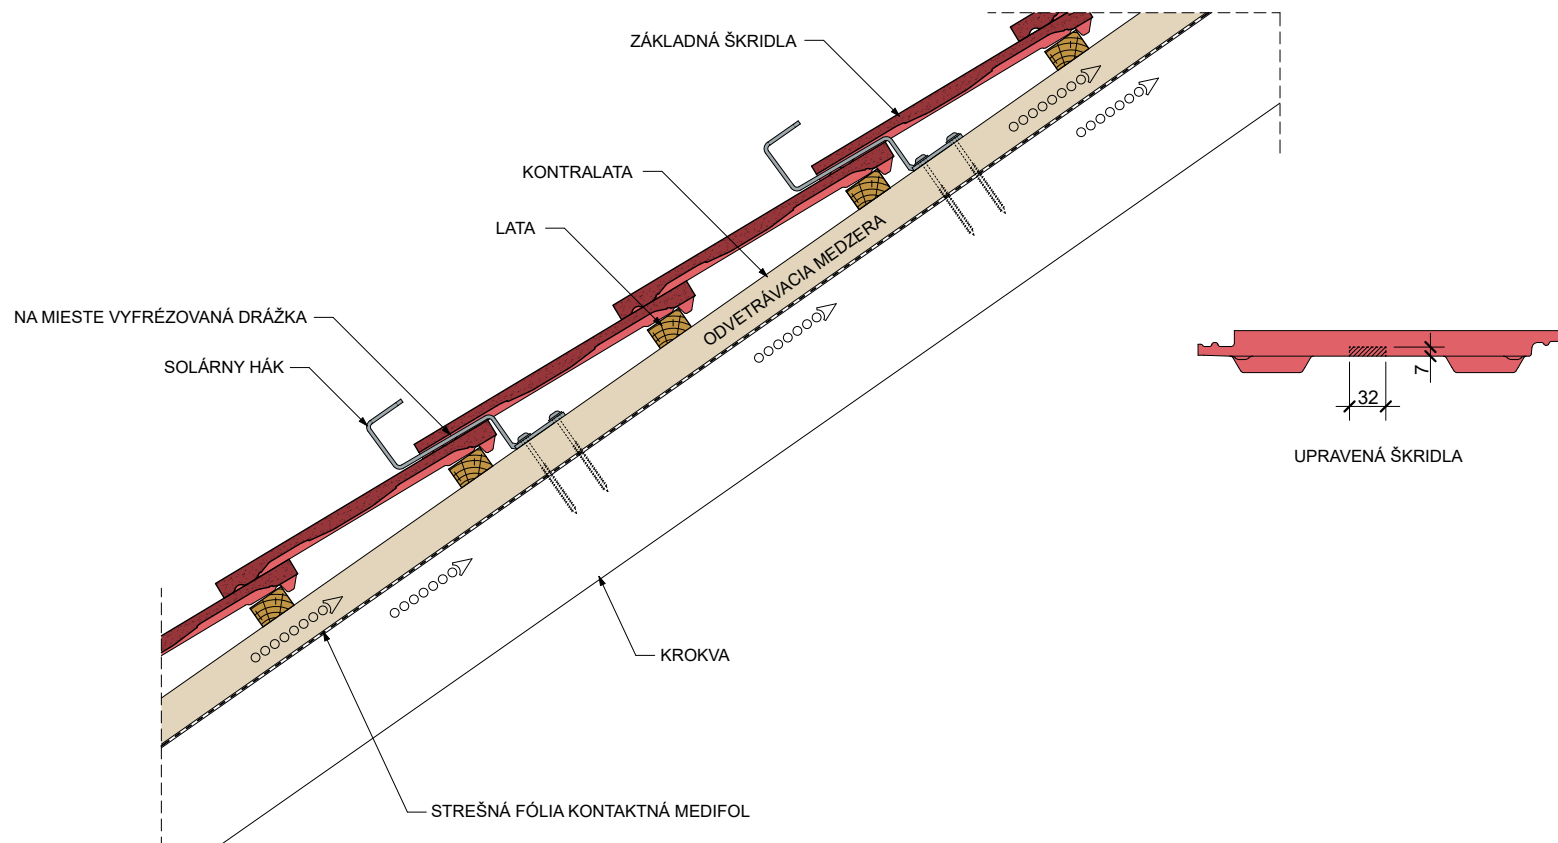 ZÁKLADNÁ ŠKRIDLA
KONTRALATA
LATA
ODVETRÁVACIA MEDZERA
NA MIESTE VYFRÉZOVANÁ DRÁŽKA
SOLÁRNY HÁK
7
32
UPRAVENÁ ŠKRIDLA
KROKVA
STREŠNÁ FÓLIA KONTAKTNÁ MEDIFOL